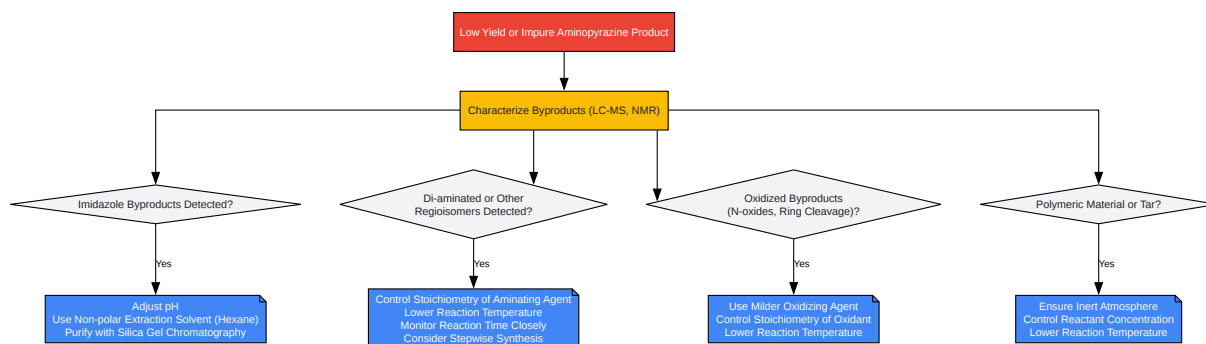 Low Yield or Impure Aminopyrazine Product
Characterize Byproducts (LC-MS, NMR)
Imidazole Byproducts Detected?
Di-aminated or Other
Regioisomers Detected?
Oxidized Byproducts
(N-oxides, Ring Cleavage)?
Polymeric Material or Tar?
Yes
Yes
Yes
Yes
Adjust pH
Use Non-polar Extraction Solvent (Hexane)
Purify with Silica Gel Chromatography
Control Stoichiometry of Aminating Agent
Lower Reaction Temperature
Monitor Reaction Time Closely
Consider Stepwise Synthesis
Use Milder Oxidizing Agent
Control Stoichiometry of Oxidant
Lower Reaction Temperature
Ensure Inert Atmosphere
Control Reactant Concentration
Lower Reaction Temperature